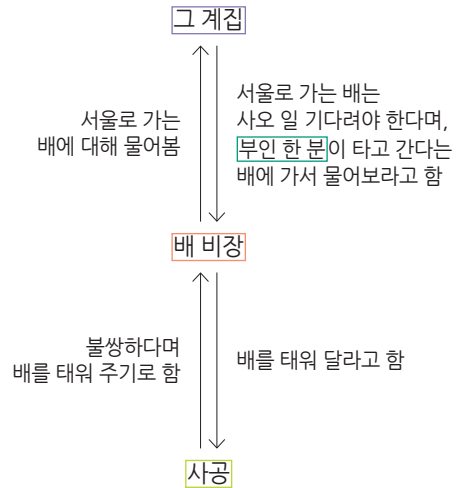 그 계집
서울로 가는
배에 대해 물어봄
서울로 가는 배는
사오 일 기다려야 한다며,
부인 한 분이 타고 간다는
배에 가서 물어보라고 함
배 비장
불쌍하다며
배를 태워 주기로 함
배를 태워 달라고 함
사공